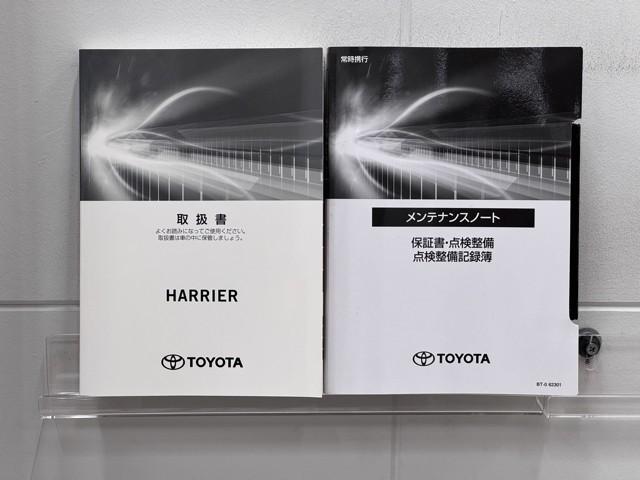 取扱書
よくお読みになってご使用ください。
取扱書は車の中に保管しましょう。
HARRIER
TOYOTA
常時携行
メンテナンスノート
保証書・点検整備
点検整備記録簿
TOYOTA
BT-0 62301